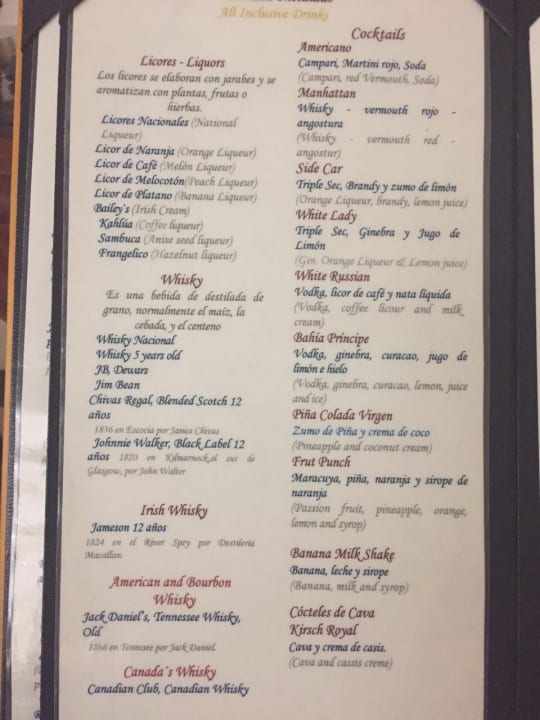 All Inclusive Drinks
Licores - Liquors
Los licores se elaboran con jarabes y se
aromatizan con plantas, frutas o
hierbas.
Licores Nacionales (National
Liqueur)
Licor de Naranja (Orange Liqueur)
Licor de Café (Melón Liqueur)
Licor de Melocotón(Peach Liqueur)
Licor de Platano (Banana Liqueur)
Bailey's (Irish Cream)
Kahlúa (Coffee liqueur)
Sambuca (Anise seed liqueur)
Frangelico (Hazelnut liqueur)
Whisky
Es una bebida de destilada de
grano, normalmente el maíz, la
cebada, y el centeno
Whisky Nacional
Whisky 5 years old
JB, Dewars
Jim Bean
Chivas Regal, Blended Scotch 12
años
1836 en Escocia por James Chivas
Johnnie Walker, Black Label 12
años 1820 en Kilmarnock,al sur de
Glasgow, por John Walter
Irish Whisky
Jameson 12 años
1824 en el River Spey por Destilería
Macallan.
American and Bourbon
Whisky
Jack Daniel's, Tennessee Whisky,
Old
1866 en Tennssee por Jack Daniel.
Canada´s Whisky
Canadian Club, Canadian Whisky
Cocktails
Americano
Campari, Martini rojo, Soda
(Campari, red Vermouth, Soda)
Manhattan
Whisky - vermouth rojo -
angostura
(Whisky - vermouth red -
angostur)
Side Car
Triple Sec, Brandy y zumo de limón
(Orange Liqueur, brandy, lemon juice)
White Lady
Triple Sec, Ginebra y Jugo de
Limón
(Gin, Orange Liqueur & Lemon juice)
White Russian
Vodka, licor de café y nata líquida
(Vodka, coffee licour and milk
cream)
Bahía Príncipe
Vodka, ginebra, curacao, jugo de
limón e hielo
(Vodka, ginebra, curacao, lemon, juice
and ice)
Piña Colada Virgen
Zumo de Piña y crema de coco
(Pineapple and coconut cream)
Frut Punch
Maracuya, piña, naranja y sirope de
naranja
(Passion fruit, pineapple, orange,
lemon and syrop)
Banana Milk Shake
Banana, leche y sirope
(Banana, milk and syrop)
Cócteles de Cava
Kirsch Royal
Cava y crema de casis.
(Cava and cassis creme)